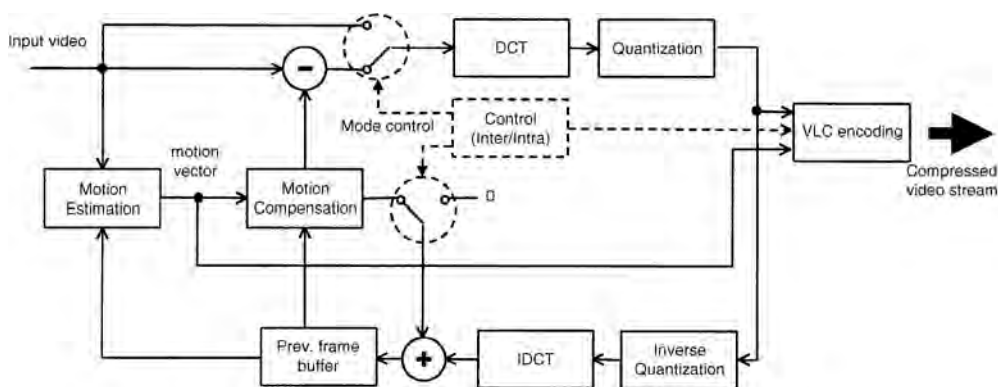 Input video
DCT
Quantization
Mode control
Control
(Inter/Intra)
VLC encoding
Compressed
video stream
motion
vector
Motion
Estimation
Motion
Compensation
0
Prev. frame
buffer
IDCT
Inverse
Quantization